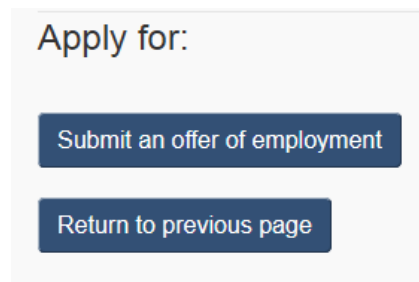 Apply for:
Submit an offer of employment
Return to previous page